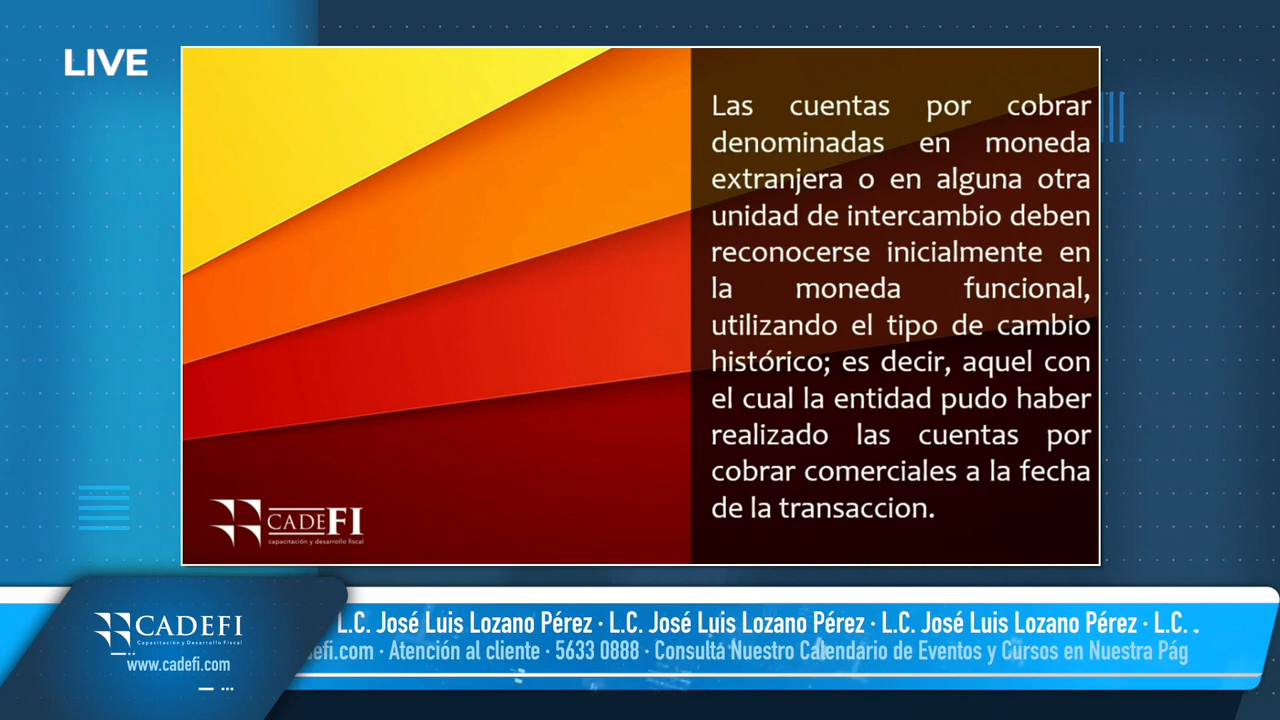 LIVE
Las cuentas por cobrar
denominadas en moneda
extranjera o en alguna otra
unidad de intercambio deben
reconocerse inicialmente en
la moneda funcional,
utilizando el tipo de cambio
histórico; es decir, aquel con
el cual la entidad pudo haber
realizado las cuentas por
cobrar comerciales a la fecha
de la transaccion.
CADEFI
capacitación y desarrollo fiscal
CADEFI
Capacitación y Desarrollo Fiscal
www.cadefi.com
L.C. José Luis Lozano Pérez · L.C. José Luis Lozano Pérez · L.C. José Luis Lozano Pérez · L.C. .
efi.com · Atención al cliente · 5633 0888 · Consulta Nuestro Calendario de Eventos y Cursos en Nuestra Pág